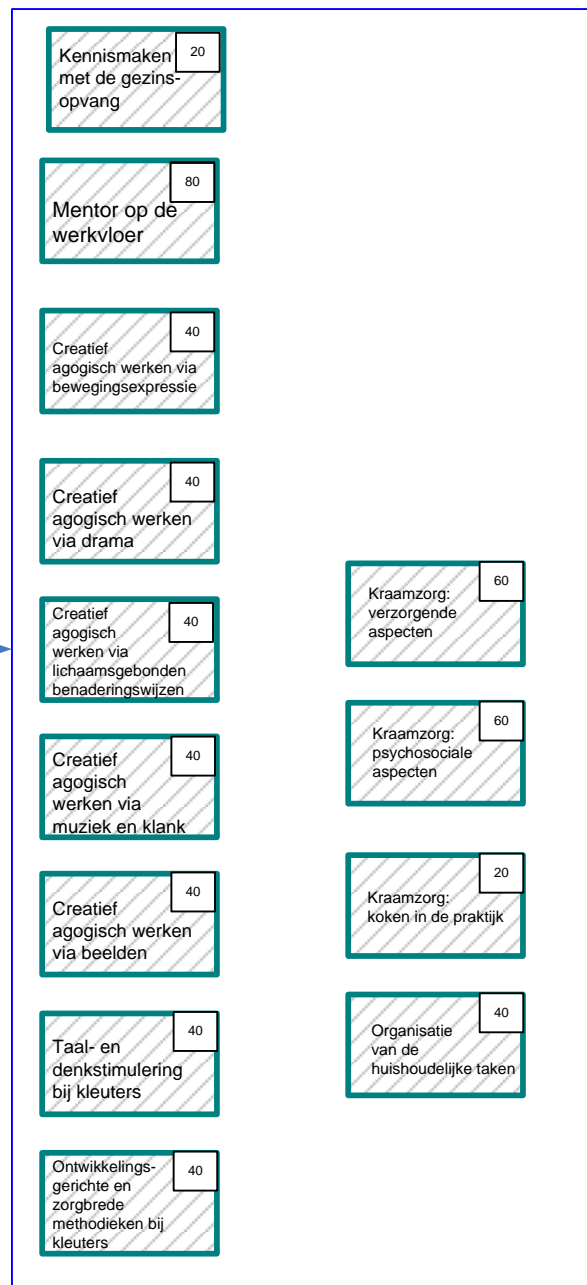 Kennismaken
met de gezins-
opvang
20
Mentor op de
werkvloer
80
Creatief
agogisch werken via
bewegingsexpressie
40
Creatief
agogisch werken
via drama
40
Creatief
agogisch
werken via
lichaamsgebonden
benaderingswijzen
40
Creatief
agogisch
werken via
muziek en klank
40
Creatief
agogisch werken
via beelden
40
Taal- en
denkstimulering
bij kleuters
40
Ontwikkelings-
gerichte en
zorgbrede
methodieken bij
kleuters
40
Kraamzorg:
verzorgende
aspecten
60
Kraamzorg:
psychosociale
aspecten
60
Kraamzorg:
koken in de praktijk
20
Organisatie
van de
huishoudelijke taken
40